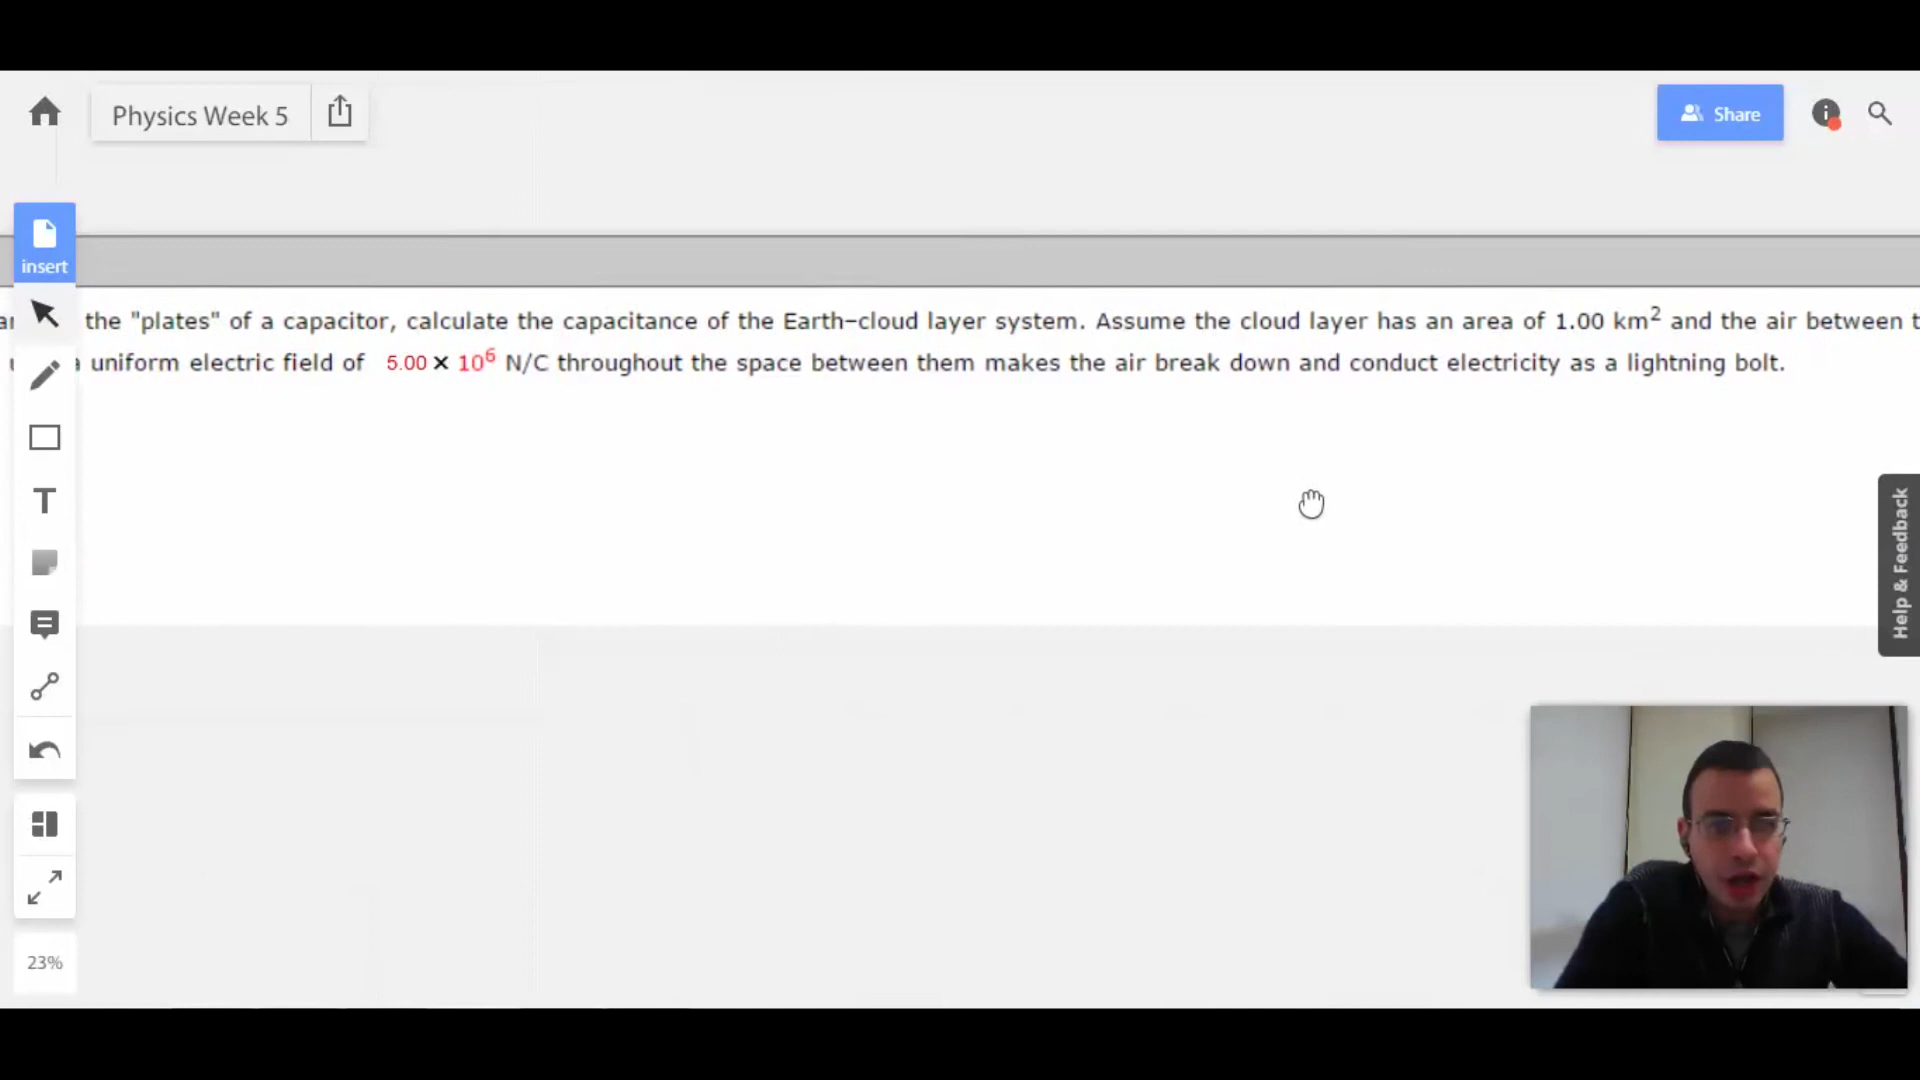 Physics Week 5
Share
insert
the "plates" of a capacitor, calculate the capacitance of the Earth−cloud layer system. Assume the cloud layer has an area of 1.00 km² and the air between
a uniform electric field of 5.00 × 10⁶ N/C throughout the space between them makes the air break down and conduct electricity as a lightning bolt.
T
Help & Feedback
23%